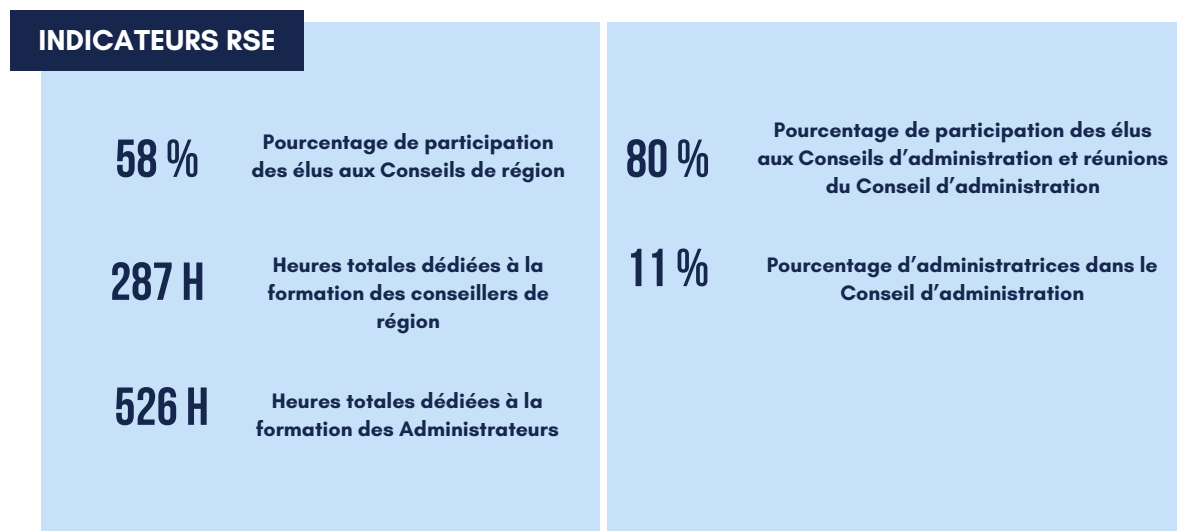 INDICATEURS RSE
58 %
Pourcentage de participation
des élus aux Conseils de région
287 H
Heures totales dédiées à la
formation des conseillers de
région
526 H
Heures totales dédiées à la
formation des Administrateurs
80 %
Pourcentage de participation des élus
aux Conseils d’administration et réunions
du Conseil d’administration
11 %
Pourcentage d’administratrices dans le
Conseil d’administration